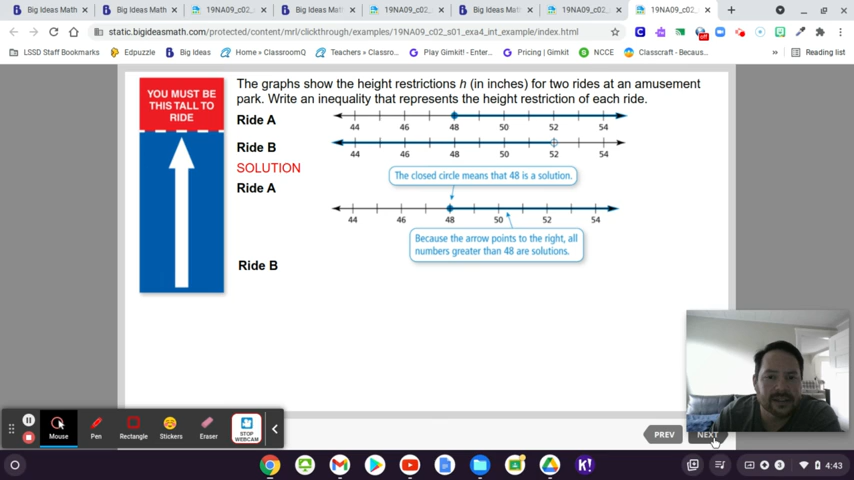 Big Ideas Math
Big Ideas Math
19NA09_c02_
Big Ideas Math
19NA09_c02_
Big Ideas Math
19NA09_c02_
19NA09_c02_
static.bigideasmath.com/protected/content/mrl/clickthrough/examples/19NA09_c02_s01_exa4_int_example/index.html
LSSD Staff Bookmarks
Edpuzzle
Big Ideas
Home » ClassroomQ
Teachers » Classro...
G Gimkit! - Enter...
Pricing | Gimkit
NCCE
Classcraft - Becaus...
»
Reading list
off
YOU MUST BE
THIS TALL TO
RIDE
The graphs show the height restrictions h (in inches) for two rides at an amusement
park. Write an inequality that represents the height restriction of each ride.
Ride A
44 46 48 50 52 54
Ride B
44 46 48 50 52 54
SOLUTION
The closed circle means that 48 is a solution.
Ride A
44 46 48 50 52 54
Because the arrow points to the right, all
numbers greater than 48 are solutions.
Ride B
Mouse
Pen
Rectangle
Stickers
Eraser
STOP
WEBCAM
PREV
NEXT
K!
3
4:43